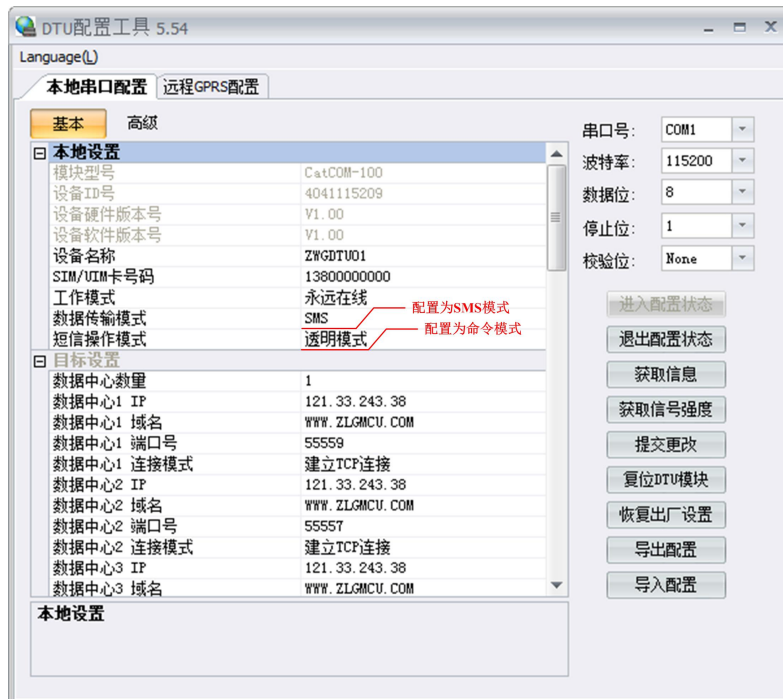 DTU配置工具 5.54
Language(L)
本地串口配置 远程GPRS配置
基本 高级
本地设置
模块型号 CatCOM-100
设备ID号 4041115209
设备硬件版本号 V1.00
设备软件版本号 V1.00
设备名称 ZWGDTU01
SIM/UIM卡号码 13800000000
工作模式 永远在线
数据传输模式 SMS
配置为SMS模式
短信操作模式 透明模式
配置为命令模式
目标设置
数据中心数量 1
数据中心1 IP 121.33.243.38
数据中心1 域名 WWW.ZLGMCU.COM
数据中心1 端口号 55559
数据中心1 连接模式 建立TCP连接
数据中心2 IP 121.33.243.38
数据中心2 域名 WWW.ZLGMCU.COM
数据中心2 端口号 55557
数据中心2 连接模式 建立TCP连接
数据中心3 IP 121.33.243.38
数据中心3 域名 WWW.ZLGMCU.COM
本地设置
串口号: COM1
波特率: 115200
数据位: 8
停止位: 1
校验位: None
进入配置状态
退出配置状态
获取信息
获取信号强度
提交更改
复位DTU模块
恢复出厂设置
导出配置
导入配置